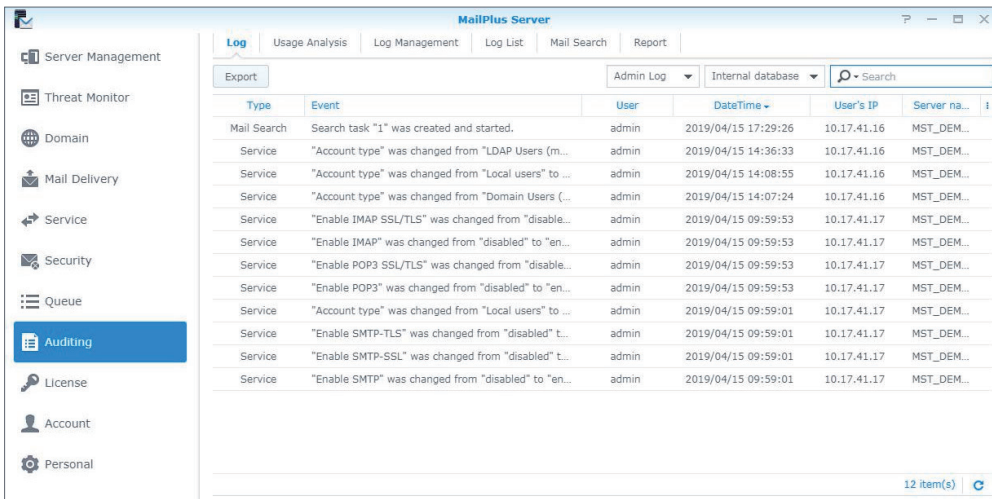 MailPlus Server
Server Management
Threat Monitor
Domain
Mail Delivery
Service
Security
Queue
Auditing
License
Account
Personal
Log Usage Analysis Log Management Log List Mail Search Report
Export Admin Log Internal database Search
Type Event User DateTime User's IP Server na...
Mail Search Search task "1" was created and started. admin 2019/04/15 17:29:26 10.17.41.16 MST_DEM...
Service "Account type" was changed from "LDAP Users (m... admin 2019/04/15 14:36:33 10.17.41.16 MST_DEM...
Service "Account type" was changed from "Local users" to ... admin 2019/04/15 14:08:55 10.17.41.16 MST_DEM...
Service "Account type" was changed from "Domain Users (... admin 2019/04/15 14:07:24 10.17.41.16 MST_DEM...
Service "Enable IMAP SSL/TLS" was changed from "disable... admin 2019/04/15 09:59:53 10.17.41.17 MST_DEM...
Service "Enable IMAP" was changed from "disabled" to "en... admin 2019/04/15 09:59:53 10.17.41.17 MST_DEM...
Service "Enable POP3 SSL/TLS" was changed from "disable... admin 2019/04/15 09:59:53 10.17.41.17 MST_DEM...
Service "Enable POP3" was changed from "disabled" to "en... admin 2019/04/15 09:59:53 10.17.41.17 MST_DEM...
Service "Account type" was changed from "Local users" to ... admin 2019/04/15 09:59:01 10.17.41.17 MST_DEM...
Service "Enable SMTP-TLS" was changed from "disabled" t... admin 2019/04/15 09:59:01 10.17.41.17 MST_DEM...
Service "Enable SMTP-SSL" was changed from "disabled" t... admin 2019/04/15 09:59:01 10.17.41.17 MST_DEM...
Service "Enable SMTP" was changed from "disabled" to "en... admin 2019/04/15 09:59:01 10.17.41.17 MST_DEM...
12 item(s)